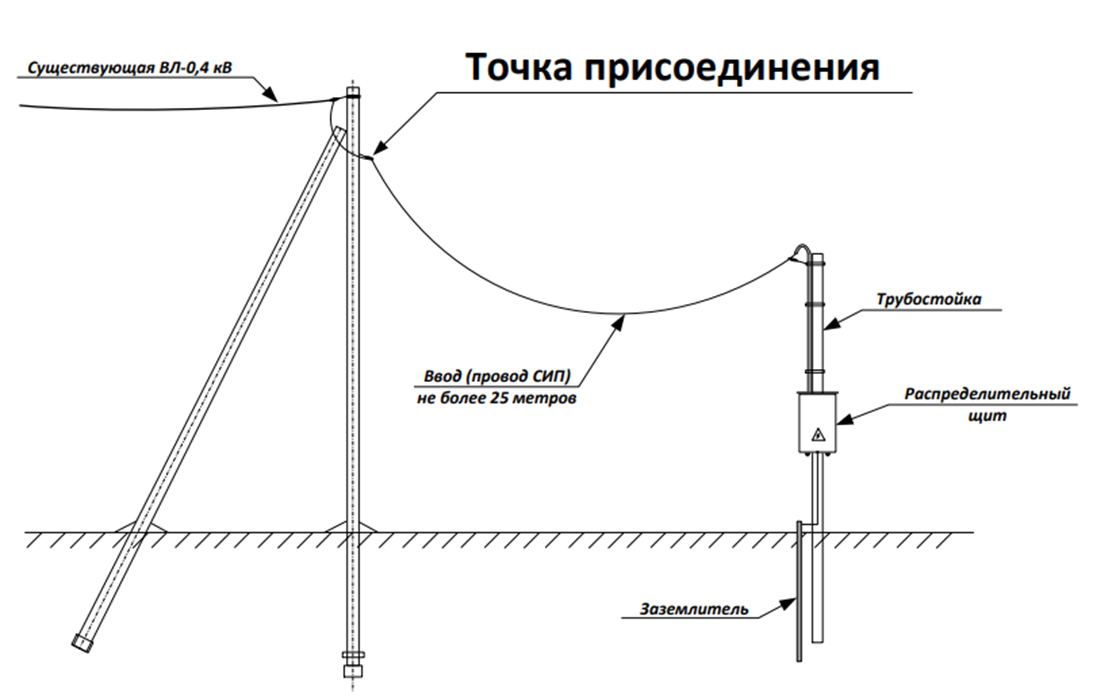 Точка присоединения
Существующая ВЛ-0,4 кВ
Трубостойка
Ввод (провод СИП)
не более 25 метров
Распределительный
щит
Заземлитель